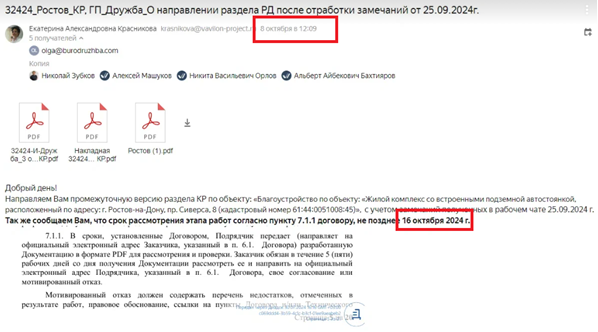 32424_Ростов_КР, ГП_Дружба_О направлении раздела РД после отработки замечаний от 25.09.2024г.
Екатерина Александровна Красникова krasnikova@vavilon-project.r 8 октября в 12:09
5 получателей
olga@burodruzhba.com
Копия
Николай Зубков Алексей Машуков Никита Васильевич Орлов Альберт Айбекович Бахтияров
PDF PDF PDF
32424-И-Друж
ба_3 о... КР.pdf
Накладная
32424... КР.pdf
Ростов (1).pdf
Добрый день!
Направляем Вам промежуточную версию раздела КР по объекту: «Благоустройство по объекту: «Жилой комплекс со встроенными подземной автостоянкой,
расположенный по адресу: г. Ростов-на-Дону, пр. Сиверса, 8 (кадастровый номер 61:44:0051008:45)», с учетом замечаний полученных в рабочем чате 25.09.2024 г.
Так же сообщаем Вам, что срок рассмотрения этапа работ согласно пункту 7.1.1 договору, не позднее 16 октября 2024 г.
7.1.1. В сроки, установленные Договором, Подрядчик передает (направляет на
официальный электронный адрес Заказчика, указанный в п. 6.1. Договора) разработанную
Документацию в формате PDF для рассмотрения и проверки. Заказчик обязан в течение 5 (пяти)
рабочих дней со дня получения Документации рассмотреть ее и направить на официальный
электронный адрес Подрядчика, указанный в п. 6.1. Договора, свое согласование или
мотивированный отказ.
Мотивированный отказ должен содержать перечень недостатков, отмеченных в
результате работ, правовое обоснование, ссылки на пункты Договора и/или Технического